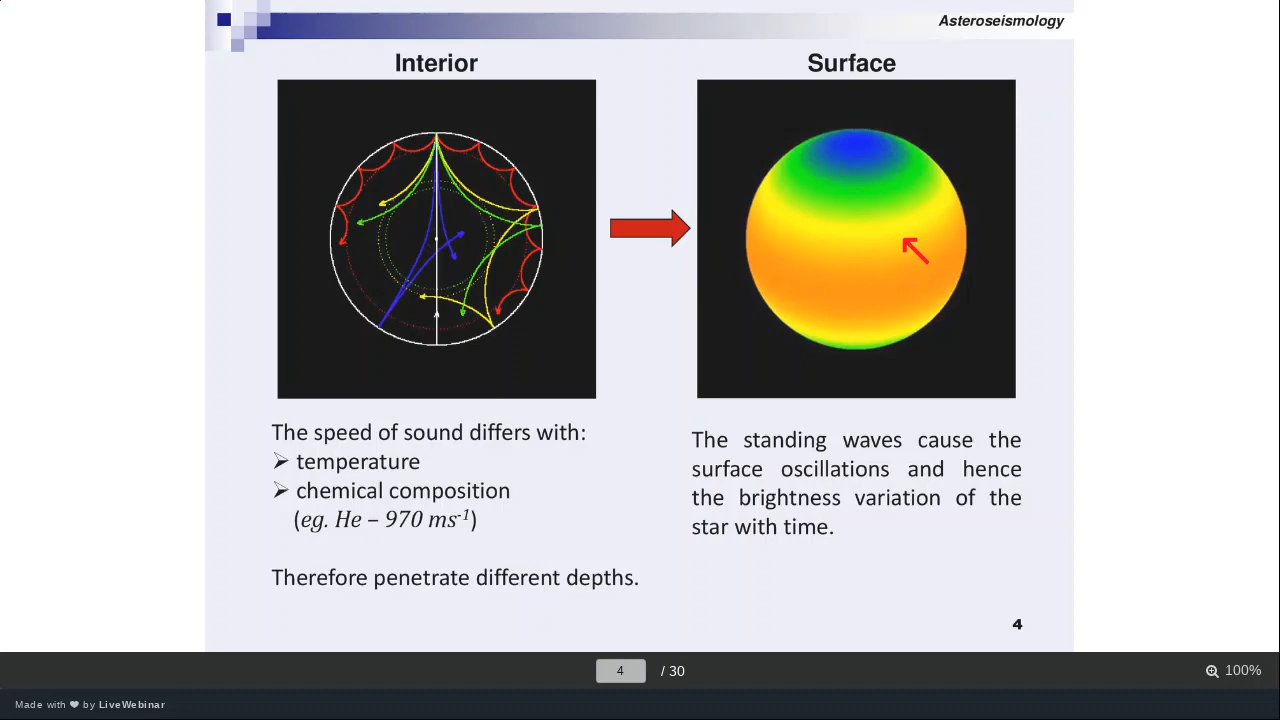 Asteroseismology
Interior
Surface
The speed of sound differs with:
➢ temperature
➢ chemical composition
(eg. He – 970 ms⁻¹)
Therefore penetrate different depths.
The standing waves cause the
surface oscillations and hence
the brightness variation of the
star with time.
4
4 / 30
100%
Made with ❤ by LiveWebinar